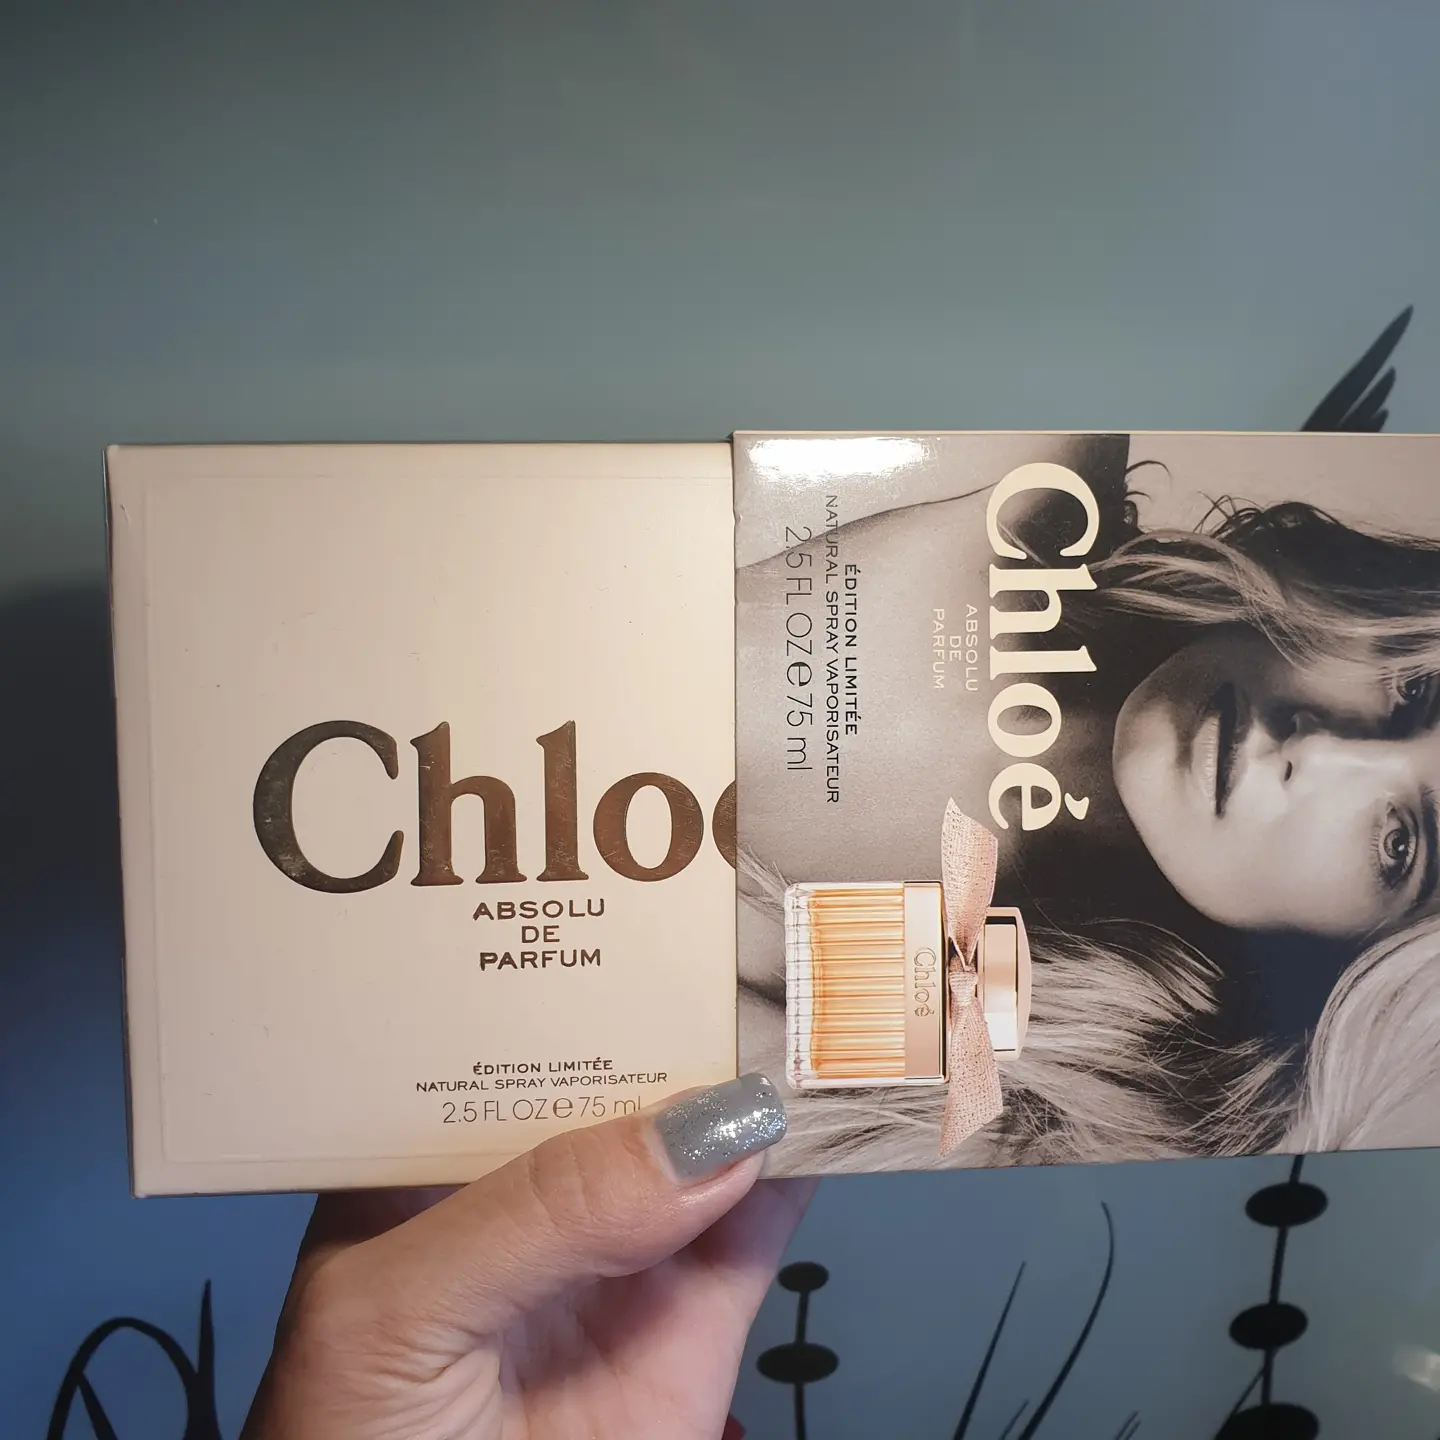 Chlo
ABSOLU
DE
PARFUM
ÉDITION LIMITÉE
NATURAL SPRAY VAPORISATEUR
2.5 FL OZ e 75 ml
Chloé
ABSOLU
DE
PARFUM
ÉDITION LIMITÉE
NATURAL SPRAY VAPORISATEUR
2.5 FL OZ e 75 ml
Chloé